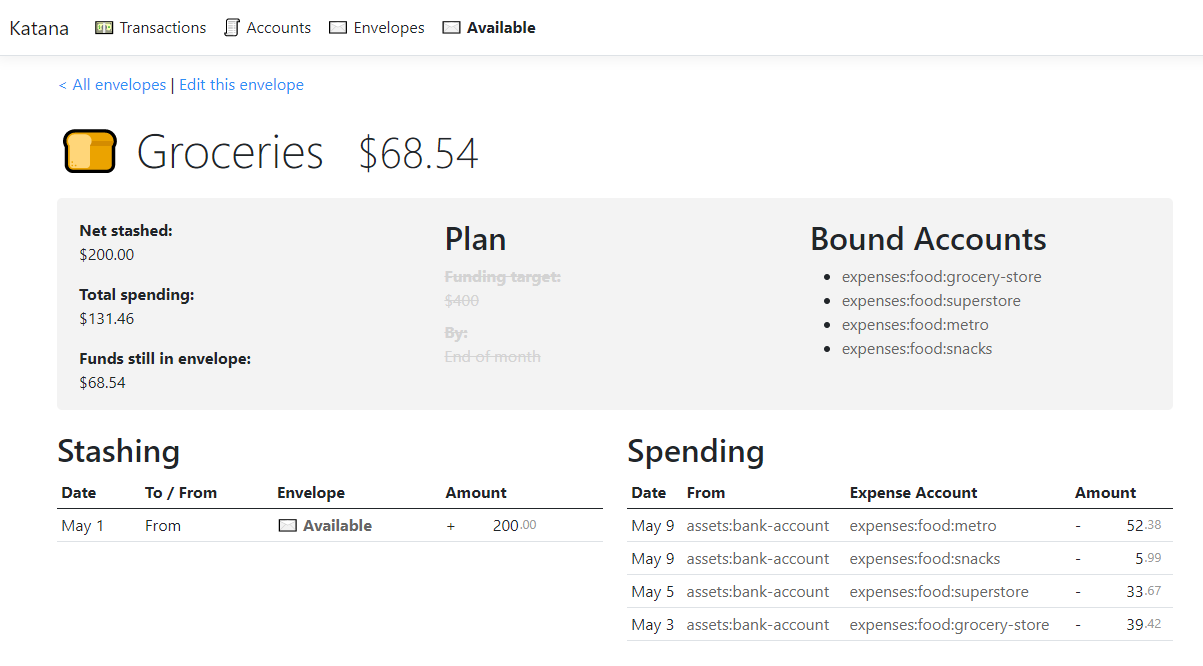 Katana Transactions Accounts Envelopes Available
< All envelopes | Edit this envelope
Groceries $68.54
Net stashed:
$200.00
Total spending:
$131.46
Funds still in envelope:
$68.54
Plan
Funding target:
$400
By:
End of month
Bound Accounts
• expenses:food:grocery-store
• expenses:food:superstore
• expenses:food:metro
• expenses:food:snacks
Stashing
Date To / From Envelope Amount
May 1 From Available + 200.00
Spending
Date From Expense Account Amount
May 9 assets:bank-account expenses:food:metro - 52.38
May 9 assets:bank-account expenses:food:snacks - 5.99
May 5 assets:bank-account expenses:food:superstore - 33.67
May 3 assets:bank-account expenses:food:grocery-store - 39.42